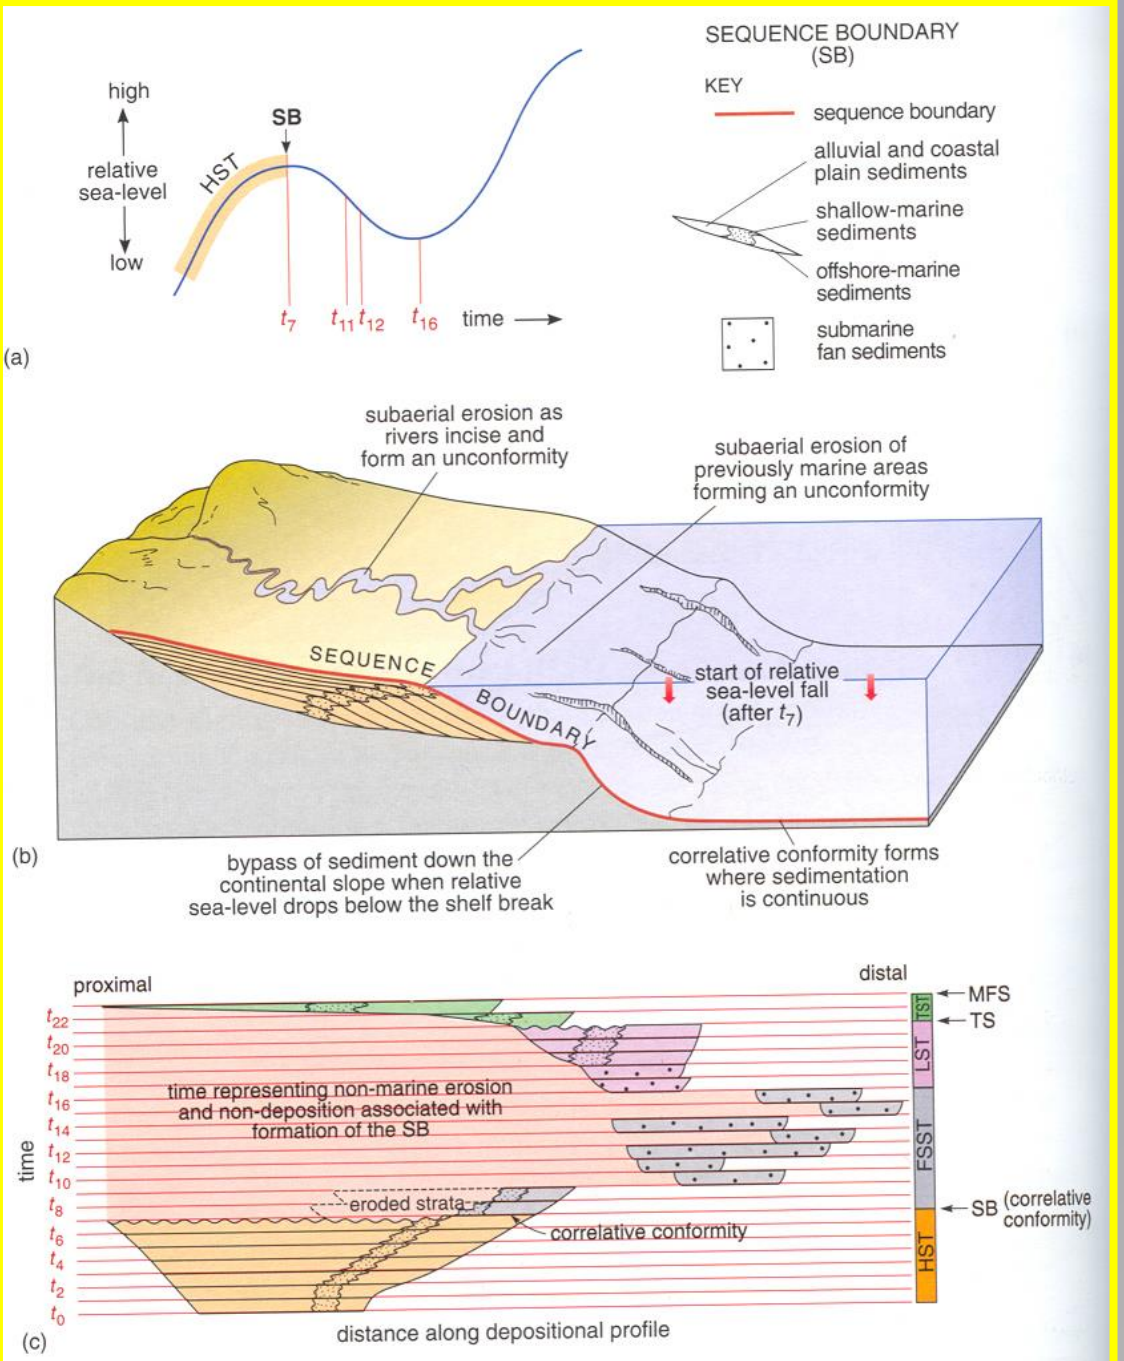 SEQUENCE BOUNDARY
(SB)
KEY
sequence boundary
alluvial and coastal
plain sediments
shallow-marine
sediments
offshore-marine
sediments
submarine
fan sediments
high
relative
sea-level
low
HST
SB
t7
t11
t12
t16
time
(a)
subaerial erosion as
rivers incise and
form an unconformity
subaerial erosion of
previously marine areas
forming an unconformity
SEQUENCE
BOUNDARY
start of relative
sea-level fall
(after t7)
(b)
bypass of sediment down the
continental slope when relative
sea-level drops below the shelf break
correlative conformity forms
where sedimentation
is continuous
proximal
distal
MFS
TS
TST
LST
FSST
HST
SB (correlative
conformity)
t22
t20
t18
t16
t14
t12
t10
t8
t6
t4
t2
t0
time
time representing non-marine erosion
and non-deposition associated with
formation of the SB
eroded strata
correlative conformity
distance along depositional profile
(c)